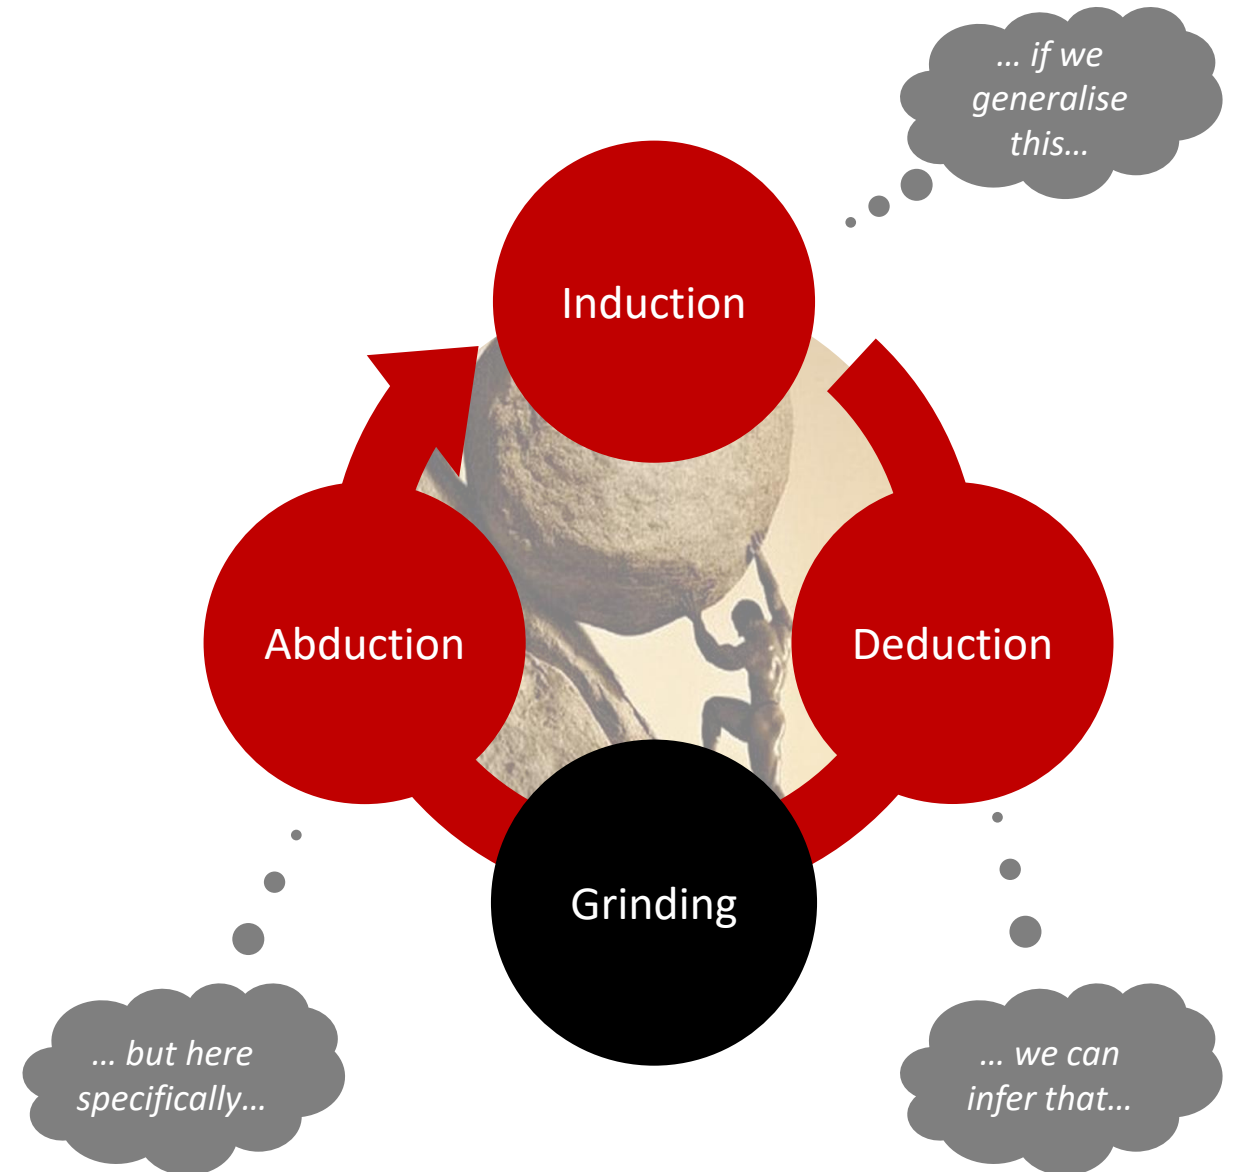 … if we
generalise
this…
Induction
Abduction
Deduction
Grinding
… but here
specifically…
… we can
infer that…